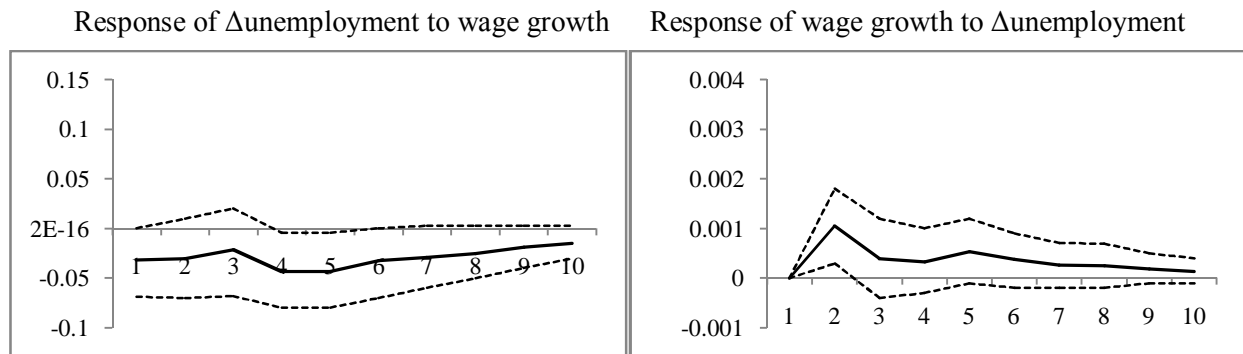 Response of Δunemployment to wage growth
Response of wage growth to Δunemployment
0.15
0.1
0.05
2E-16
-0.05
-0.1
1 2 3 4 5 6 7 8 9 10
0.004
0.003
0.002
0.001
0
-0.001
1 2 3 4 5 6 7 8 9 10